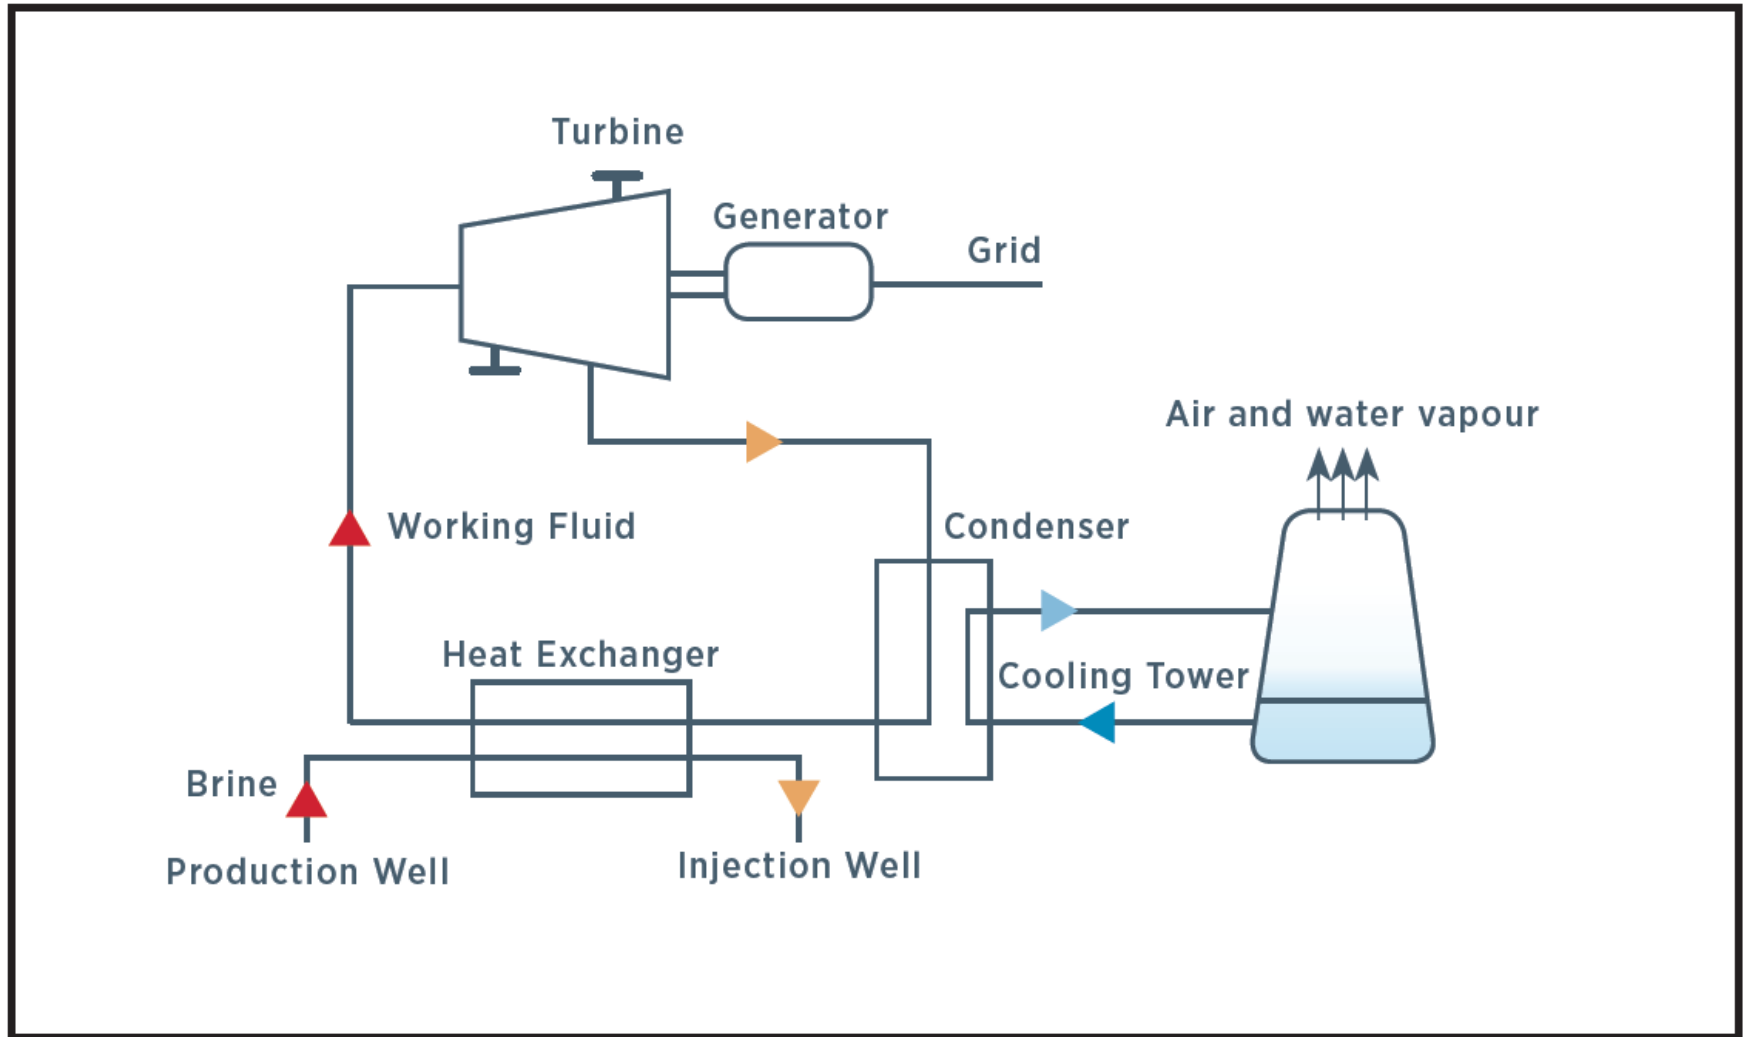 Turbine
Generator
Grid
Air and water vapour
Working Fluid
Condenser
Heat Exchanger
Cooling Tower
Brine
Production Well
Injection Well